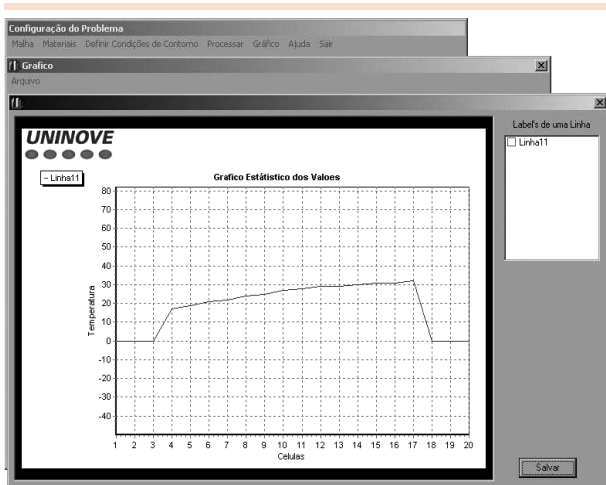 Configuração do Problema
Malha Materiais Definir Condições de Contorno Processar Gráfico Ajuda Sair
Grafico
Arquivo
Label's de uma Linha
Linha11
UNINOVE
Linha11
Grafico Estátistico dos Valoes
80
70
60
50
40
30
20
10
0
-10
-20
-30
-40
Temperatura
1 2 3 4 5 6 7 8 9 10 11 12 13 14 15 16 17 18 19 20
Celulas
Salvar